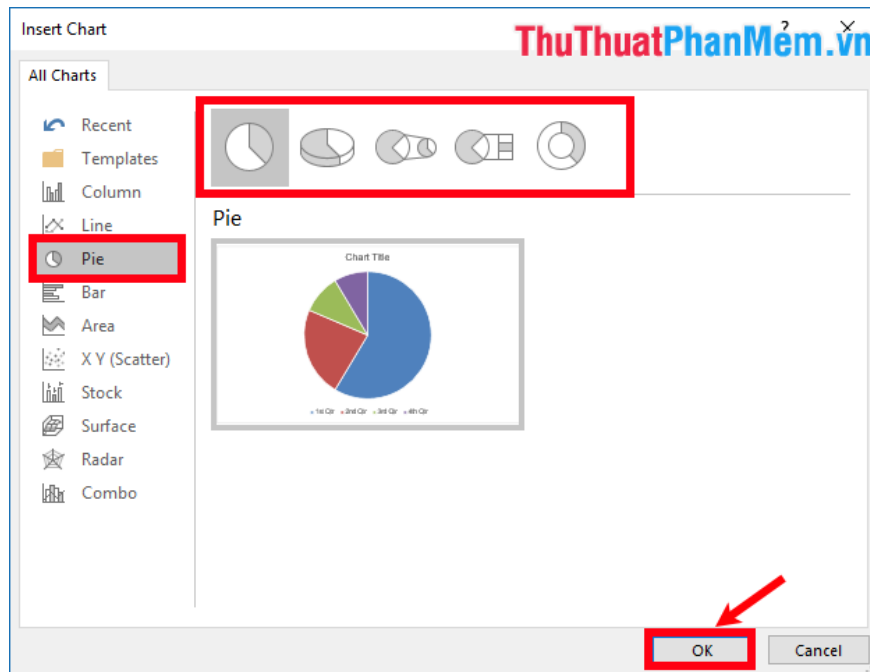 Insert Chart
?
ThuThuatPhanMem.vn
All Charts
Recent
Templates
Column
Line
Pie
Bar
Area
X Y (Scatter)
Stock
Surface
Radar
Combo
Pie
Chart Title
1st Qtr 2nd Qtr 3rd Qtr 4th Qtr
OK
Cancel